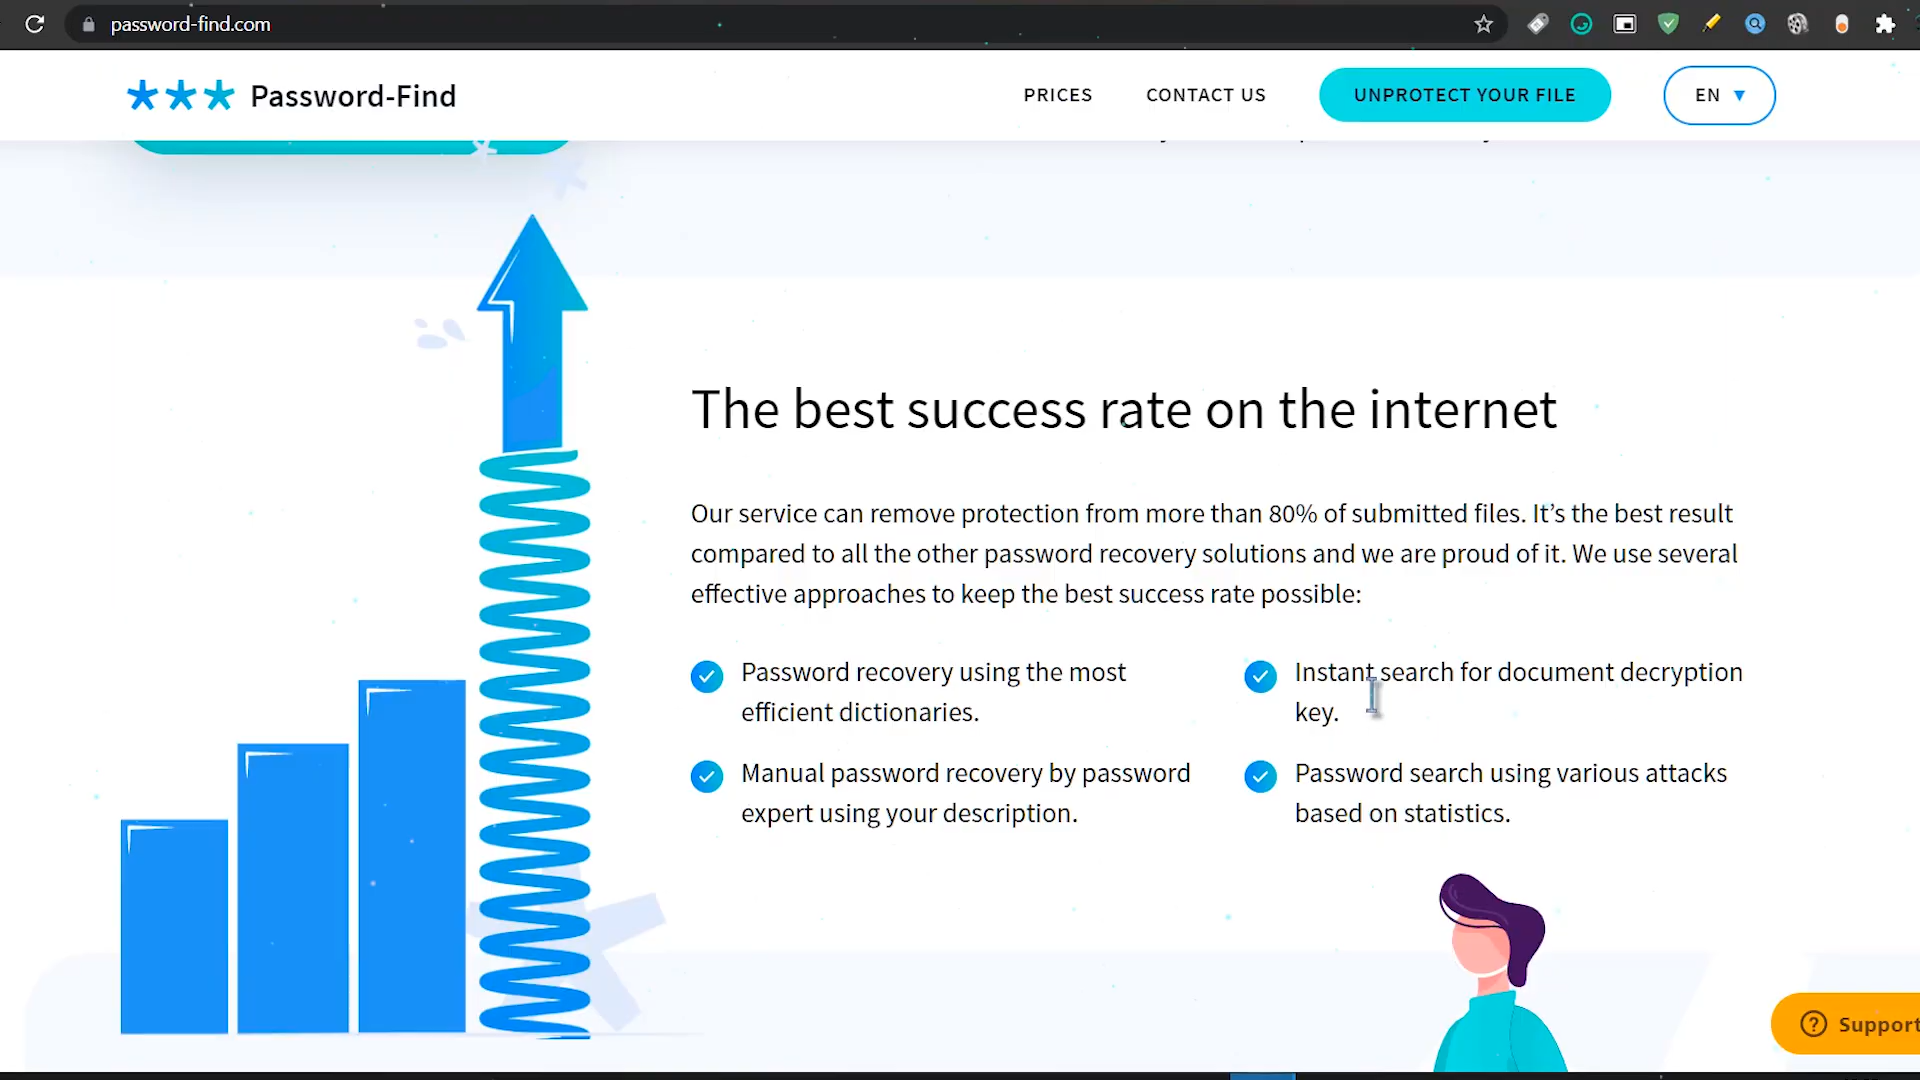 password-find.com
*** Password-Find
PRICES
CONTACT US
UNPROTECT YOUR FILE
EN
The best success rate on the internet
Our service can remove protection from more than 80% of submitted files. It’s the best result
compared to all the other password recovery solutions and we are proud of it. We use several
effective approaches to keep the best success rate possible:
Password recovery using the most
efficient dictionaries.
Instant search for document decryption
key.
Manual password recovery by password
expert using your description.
Password search using various attacks
based on statistics.
Support